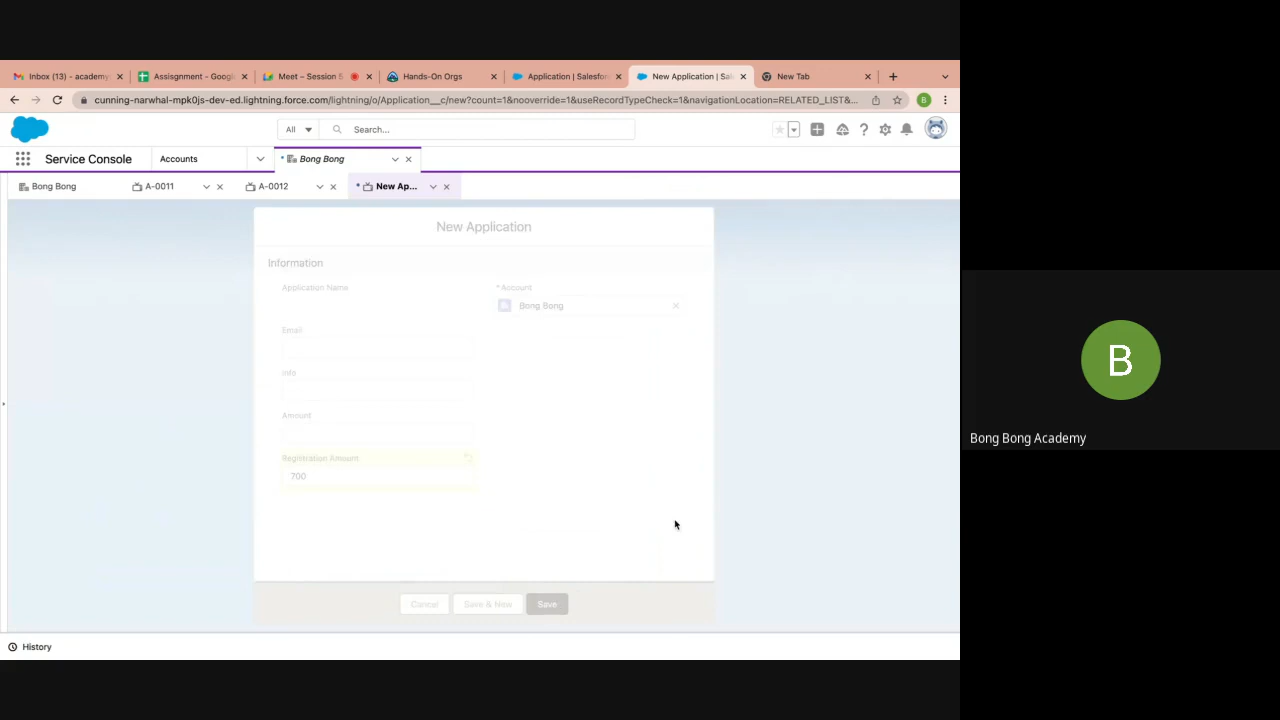 Inbox (13) - academy
Assisgnment - Googl
Meet – Session 5
Hands-On Orgs
Application | Salesfor
New Application | Sal
New Tab
cunning-narwhal-mpk0js-dev-ed.lightning.force.com/lightning/o/Application__c/new?count=1&nooverride=1&useRecordTypeCheck=1&navigationLocation=RELATED_LIST&...
B
All
Search...
Service Console
Accounts
* Bong Bong
Bong Bong
A-0011
A-0012
* New Ap...
New Application
Information
Application Name
* Account
Bong Bong
Email
Info
Amount
Registration Amount
700
Cancel
Save & New
Save
History
B
Bong Bong Academy